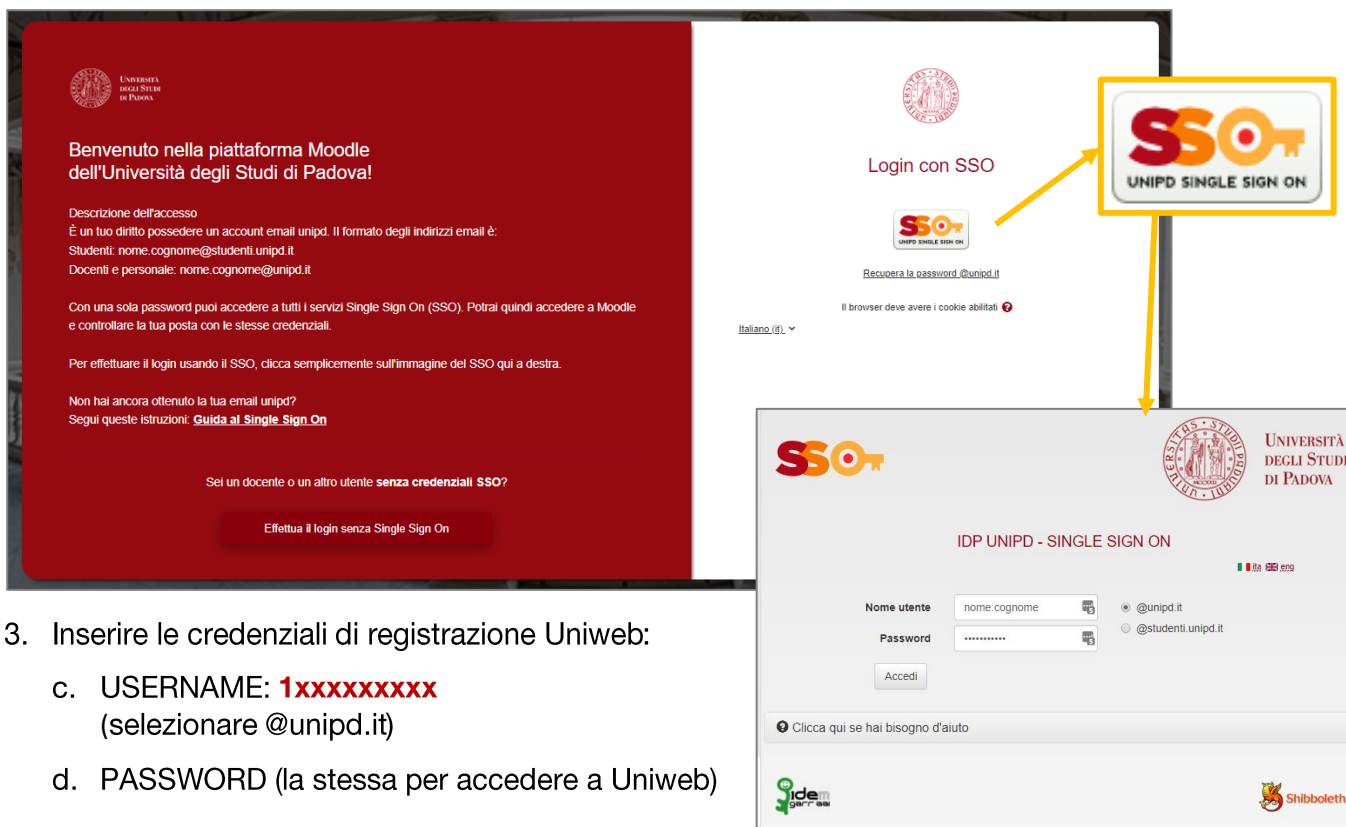 UNIVERSITÀ
DEGLI STUDI
DI PADOVA
Benvenuto nella piattaforma Moodle
dell'Università degli Studi di Padova!
Descrizione dell'accesso
È un tuo diritto possedere un account email unipd. Il formato degli indirizzi email è:
Studenti: nome.cognome@studenti.unipd.it
Docenti e personale: nome.cognome@unipd.it
Con una sola password puoi accedere a tutti i servizi Single Sign On (SSO). Potrai quindi accedere a Moodle
e controllare la tua posta con le stesse credenziali.
Per effettuare il login usando il SSO, clicca semplicemente sull'immagine del SSO qui a destra.
Non hai ancora ottenuto la tua email unipd?
Segui queste istruzioni: Guida al Single Sign On
Sei un docente o un altro utente senza credenziali SSO?
Effettua il login senza Single Sign On
Login con SSO
SSO
UNIPD SINGLE SIGN ON
Recupera la password @unipd.it
Il browser deve avere i cookie abilitati
Italiano (it)
SSO
UNIPD SINGLE SIGN ON
SSO
UNIVERSITÀ
DEGLI STUDI
DI PADOVA
IDP UNIPD - SINGLE SIGN ON
ita eng
Nome utente nome.cognome @unipd.it
Password ··········· @studenti.unipd.it
Accedi
Clicca qui se hai bisogno d'aiuto
idem
garr aai
Shibboleth
3. Inserire le credenziali di registrazione Uniweb:
c. USERNAME: 1xxxxxxxxx
(selezionare @unipd.it)
d. PASSWORD (la stessa per accedere a Uniweb)